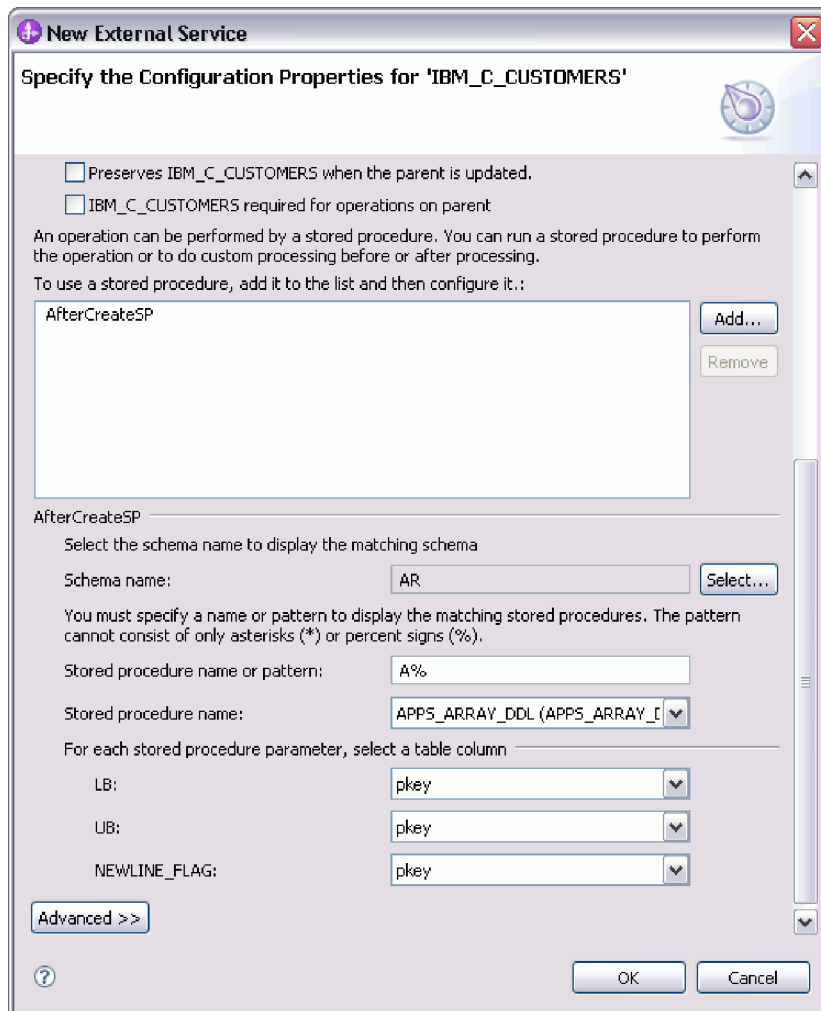 New External Service
Specify the Configuration Properties for 'IBM_C_CUSTOMERS'
Preserves IBM_C_CUSTOMERS when the parent is updated.
IBM_C_CUSTOMERS required for operations on parent
An operation can be performed by a stored procedure. You can run a stored procedure to perform
the operation or to do custom processing before or after processing.
To use a stored procedure, add it to the list and then configure it.:
AfterCreateSP
Add...
Remove
AfterCreateSP
Select the schema name to display the matching schema
Schema name:
AR
Select...
You must specify a name or pattern to display the matching stored procedures. The pattern
cannot consist of only asterisks (*) or percent signs (%).
Stored procedure name or pattern:
A%
Stored procedure name:
APPS_ARRAY_DDL (APPS_ARRAY_D
For each stored procedure parameter, select a table column
LB:
pkey
UB:
pkey
NEWLINE_FLAG:
pkey
Advanced >>
?
OK
Cancel